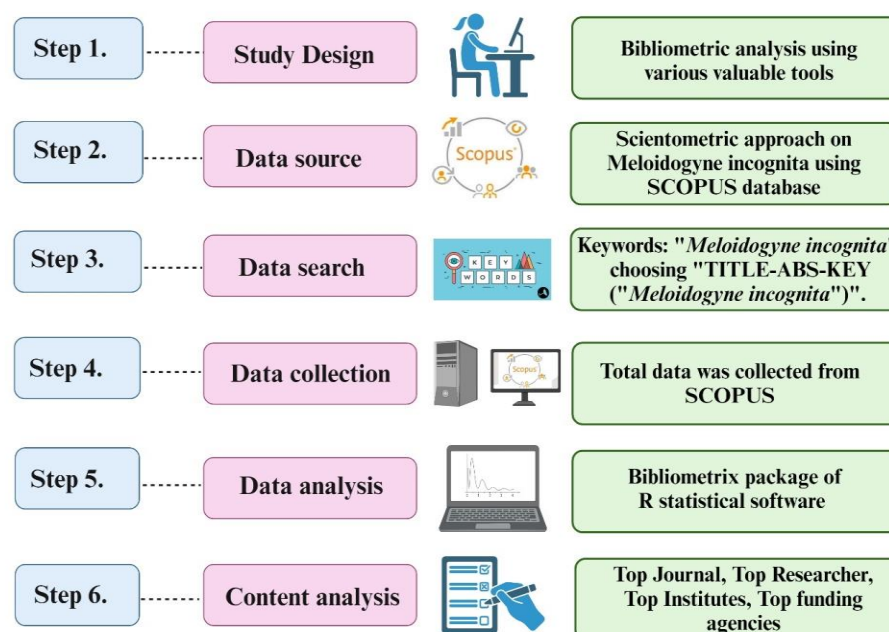 Step 1.
Study Design
Bibliometric analysis using
various valuable tools
Step 2.
Data source
Scopus
Scientometric approach on
Meloidogyne incognita using
SCOPUS database
Step 3.
Data search
KEY
WORDS
Keywords: "Meloidogyne incognita"
choosing "TITLE-ABS-KEY
("Meloidogyne incognita")".
Step 4.
Data collection
Scopus
Total data was collected from
SCOPUS
Step 5.
Data analysis
Bibliometrix package of
R statistical software
Step 6.
Content analysis
Top Journal, Top Researcher,
Top Institutes, Top funding
agencies